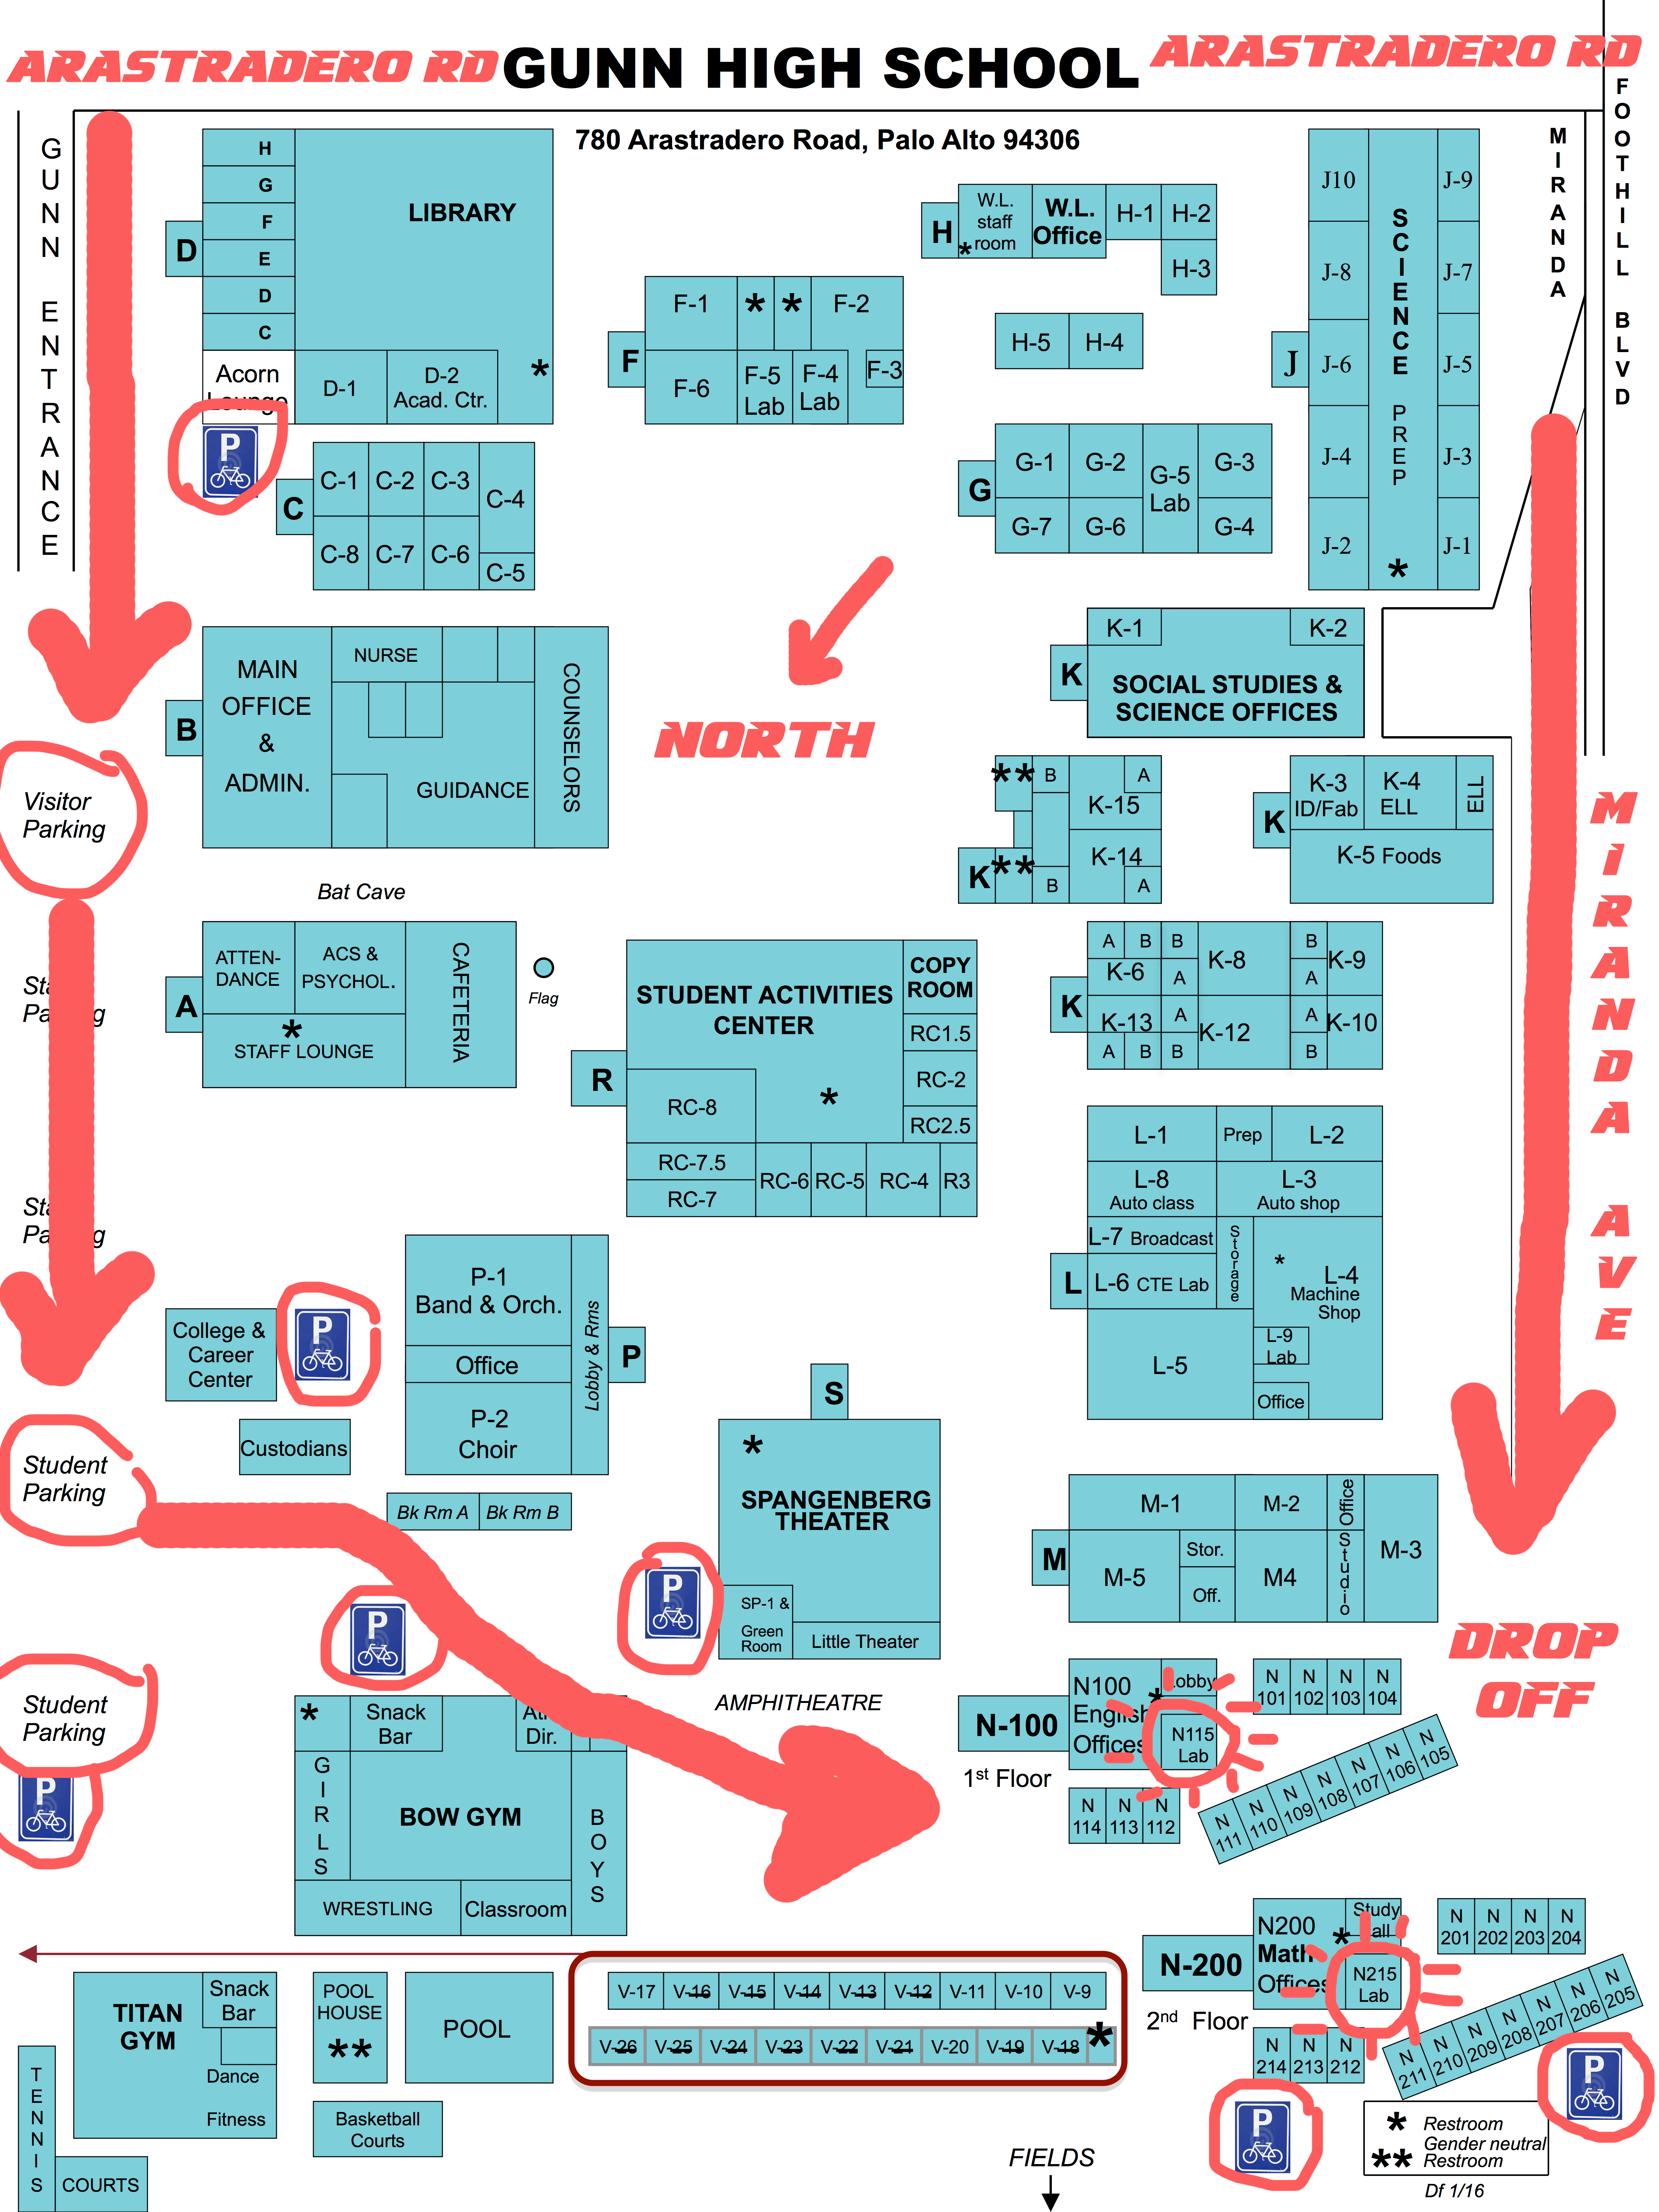 ARASTRADERO RD
GUNN HIGH SCHOOL
ARASTRADERO RD
780 Arastradero Road, Palo Alto 94306
GUNN ENTRANCE
MIRANDA
FOOTHILL BLVD
H
G
F
E
D
C
D
LIBRARY
*
Acorn
Lounge
D-1
D-2
Acad. Ctr.
P
C
C-1
C-2
C-3
C-4
C-8
C-7
C-6
C-5
F
F-1
*
*
F-2
F-6
F-5
Lab
F-4
Lab
F-3
H
W.L.
staff
room
*
W.L.
Office
H-1
H-2
H-3
H-5
H-4
G
G-1
G-2
G-5
Lab
G-3
G-7
G-6
G-4
J
J10
J-8
J-6
J-4
J-2
SCIENCE
PREP
*
J-9
J-7
J-5
J-3
J-1
NORTH
B
MAIN
OFFICE
&
ADMIN.
NURSE
GUIDANCE
COUNSELORS
Visitor
Parking
Bat Cave
K
K-1
K-2
SOCIAL STUDIES &
SCIENCE OFFICES
**
B
A
K-15
K
**
K-14
B
A
K
K-3
ID/Fab
K-4
ELL
ELL
K-5 Foods
MIRANDA AVE
A
ATTEN-
DANCE
ACS &
PSYCHOL.
*
STAFF LOUNGE
CAFETERIA
Flag
R
STUDENT ACTIVITIES
CENTER
COPY
ROOM
RC1.5
RC-2
RC2.5
*
RC-8
RC-7.5
RC-7
RC-6
RC-5
RC-4
R3
K
A
B
B
K-6
A
K-8
B
A
K-9
K-13
A
K-12
A
K-10
A
B
B
B
L-1
Prep
L-2
L-8
Auto class
L-3
Auto shop
L-7 Broadcast
Storage
*
L
L-6 CTE Lab
L-4
Machine
Shop
L-5
L-9
Lab
Office
College &
Career
Center
P
Custodians
P-1
Band & Orch.
Office
P-2
Choir
Lobby & Rms
P
Bk Rm A
Bk Rm B
Student
Parking
S
*
SPANGENBERG
THEATER
SP-1 &
Green
Room
Little Theater
P
P
AMPHITHEATRE
M
M-1
M-2
Office
M-3
M-5
Stor.
Off.
M4
Studio
DROP
OFF
Student
Parking
P
*
Snack
Bar
Dir.
GIRLS
BOW GYM
BOYS
WRESTLING
Classroom
N-100
1st Floor
N100
English
Offices
*
Lobby
N115
Lab
N
101
N
102
N
103
N
104
N
105
N
106
N
107
N
108
N
109
N
110
N
111
N
114
N
113
N
112
N-200
2nd Floor
N200
Math
Offices
*
Study
N215
Lab
N
201
N
202
N
203
N
204
N
205
N
206
N
207
N
208
N
209
N
210
N
211
N
214
N
213
N
212
TITAN
GYM
Snack
Bar
Dance
Fitness
POOL
HOUSE
**
POOL
Basketball
Courts
TENNIS
COURTS
V-17
V-16
V-15
V-14
V-13
V-12
V-11
V-10
V-9
V-26
V-25
V-24
V-23
V-22
V-21
V-20
V-19
V-18
*
FIELDS
P
P
* Restroom
Gender neutral
** Restroom
Df 1/16